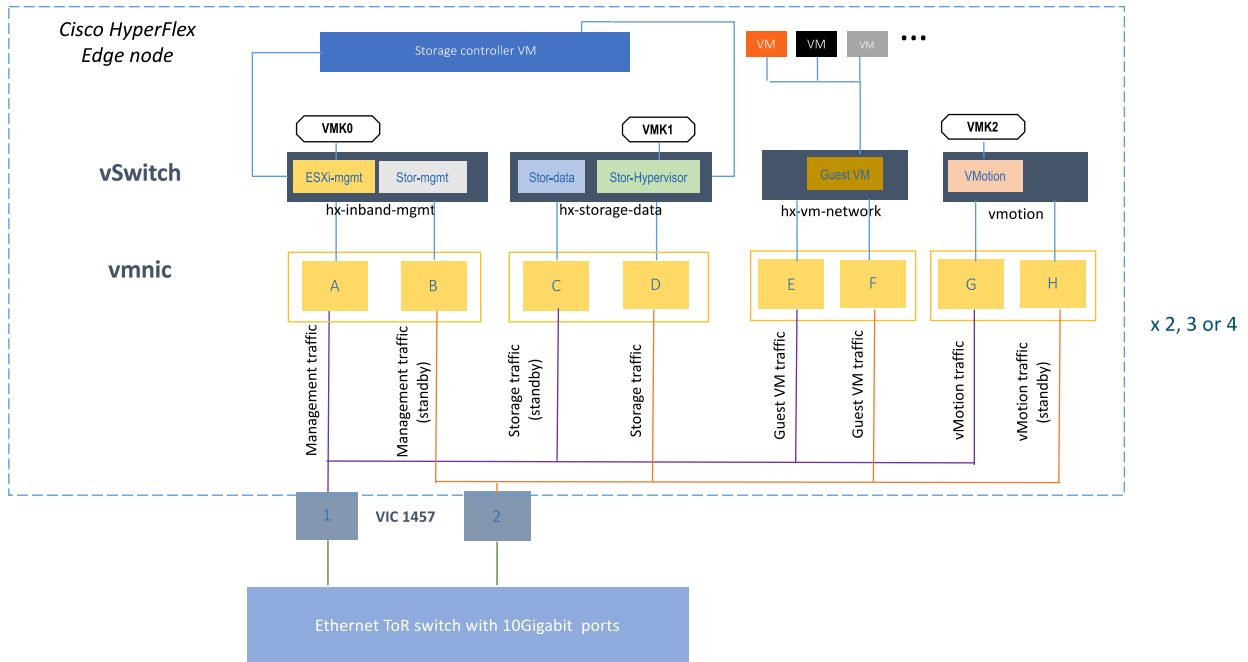 Cisco HyperFlex
Edge node
Storage controller VM
VM
VM
VM
...
VMK0
VMK1
VMK2
vSwitch
ESXi-mgmt
Stor-mgmt
Stor-data
Stor-Hypervisor
Guest VM
VMotion
hx-inband-mgmt
hx-storage-data
hx-vm-network
vmotion
vmnic
A
B
C
D
E
F
G
H
x 2, 3 or 4
Management traffic
Management traffic
(standby)
Storage traffic
(standby)
Storage traffic
Guest VM traffic
Guest VM traffic
vMotion traffic
vMotion traffic
(standby)
1
VIC 1457
2
Ethernet ToR switch with 10Gigabit ports